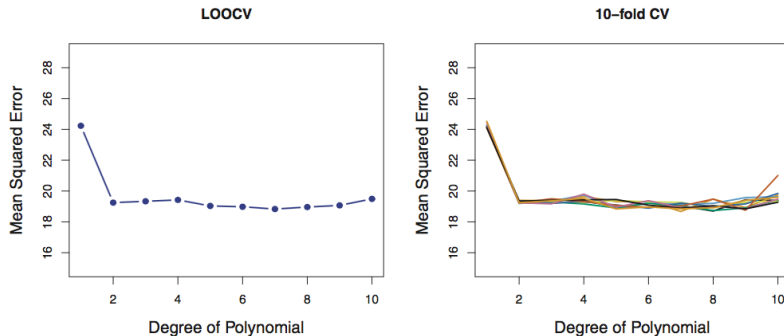 LOOCV
Mean Squared Error
28
26
24
22
20
18
16
2 4 6 8 10
Degree of Polynomial
10−fold CV
Mean Squared Error
28
26
24
22
20
18
16
2 4 6 8 10
Degree of Polynomial